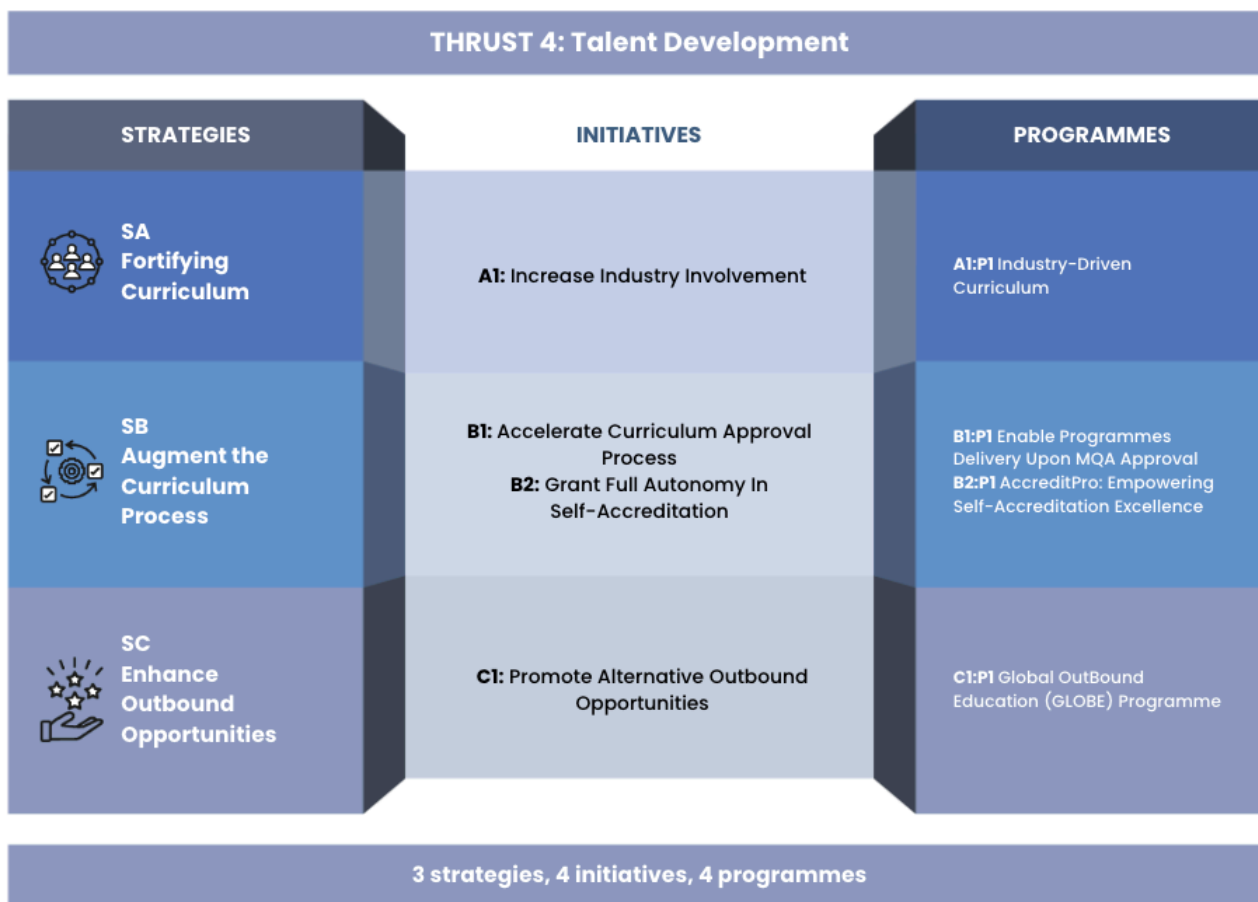 THRUST 4: Talent Development
STRATEGIES
INITIATIVES
PROGRAMMES
SA
Fortifying
Curriculum
A1: Increase Industry Involvement
A1:P1 Industry-Driven
Curriculum
SB
Augment the
Curriculum
Process
B1: Accelerate Curriculum Approval
Process
B2: Grant Full Autonomy In
Self-Accreditation
B1:P1 Enable Programmes
Delivery Upon MQA Approval
B2:P1 AccreditPro: Empowering
Self-Accreditation Excellence
SC
Enhance
Outbound
Opportunities
C1: Promote Alternative Outbound
Opportunities
C1:P1 Global OutBound
Education (GLOBE) Programme
3 strategies, 4 initiatives, 4 programmes